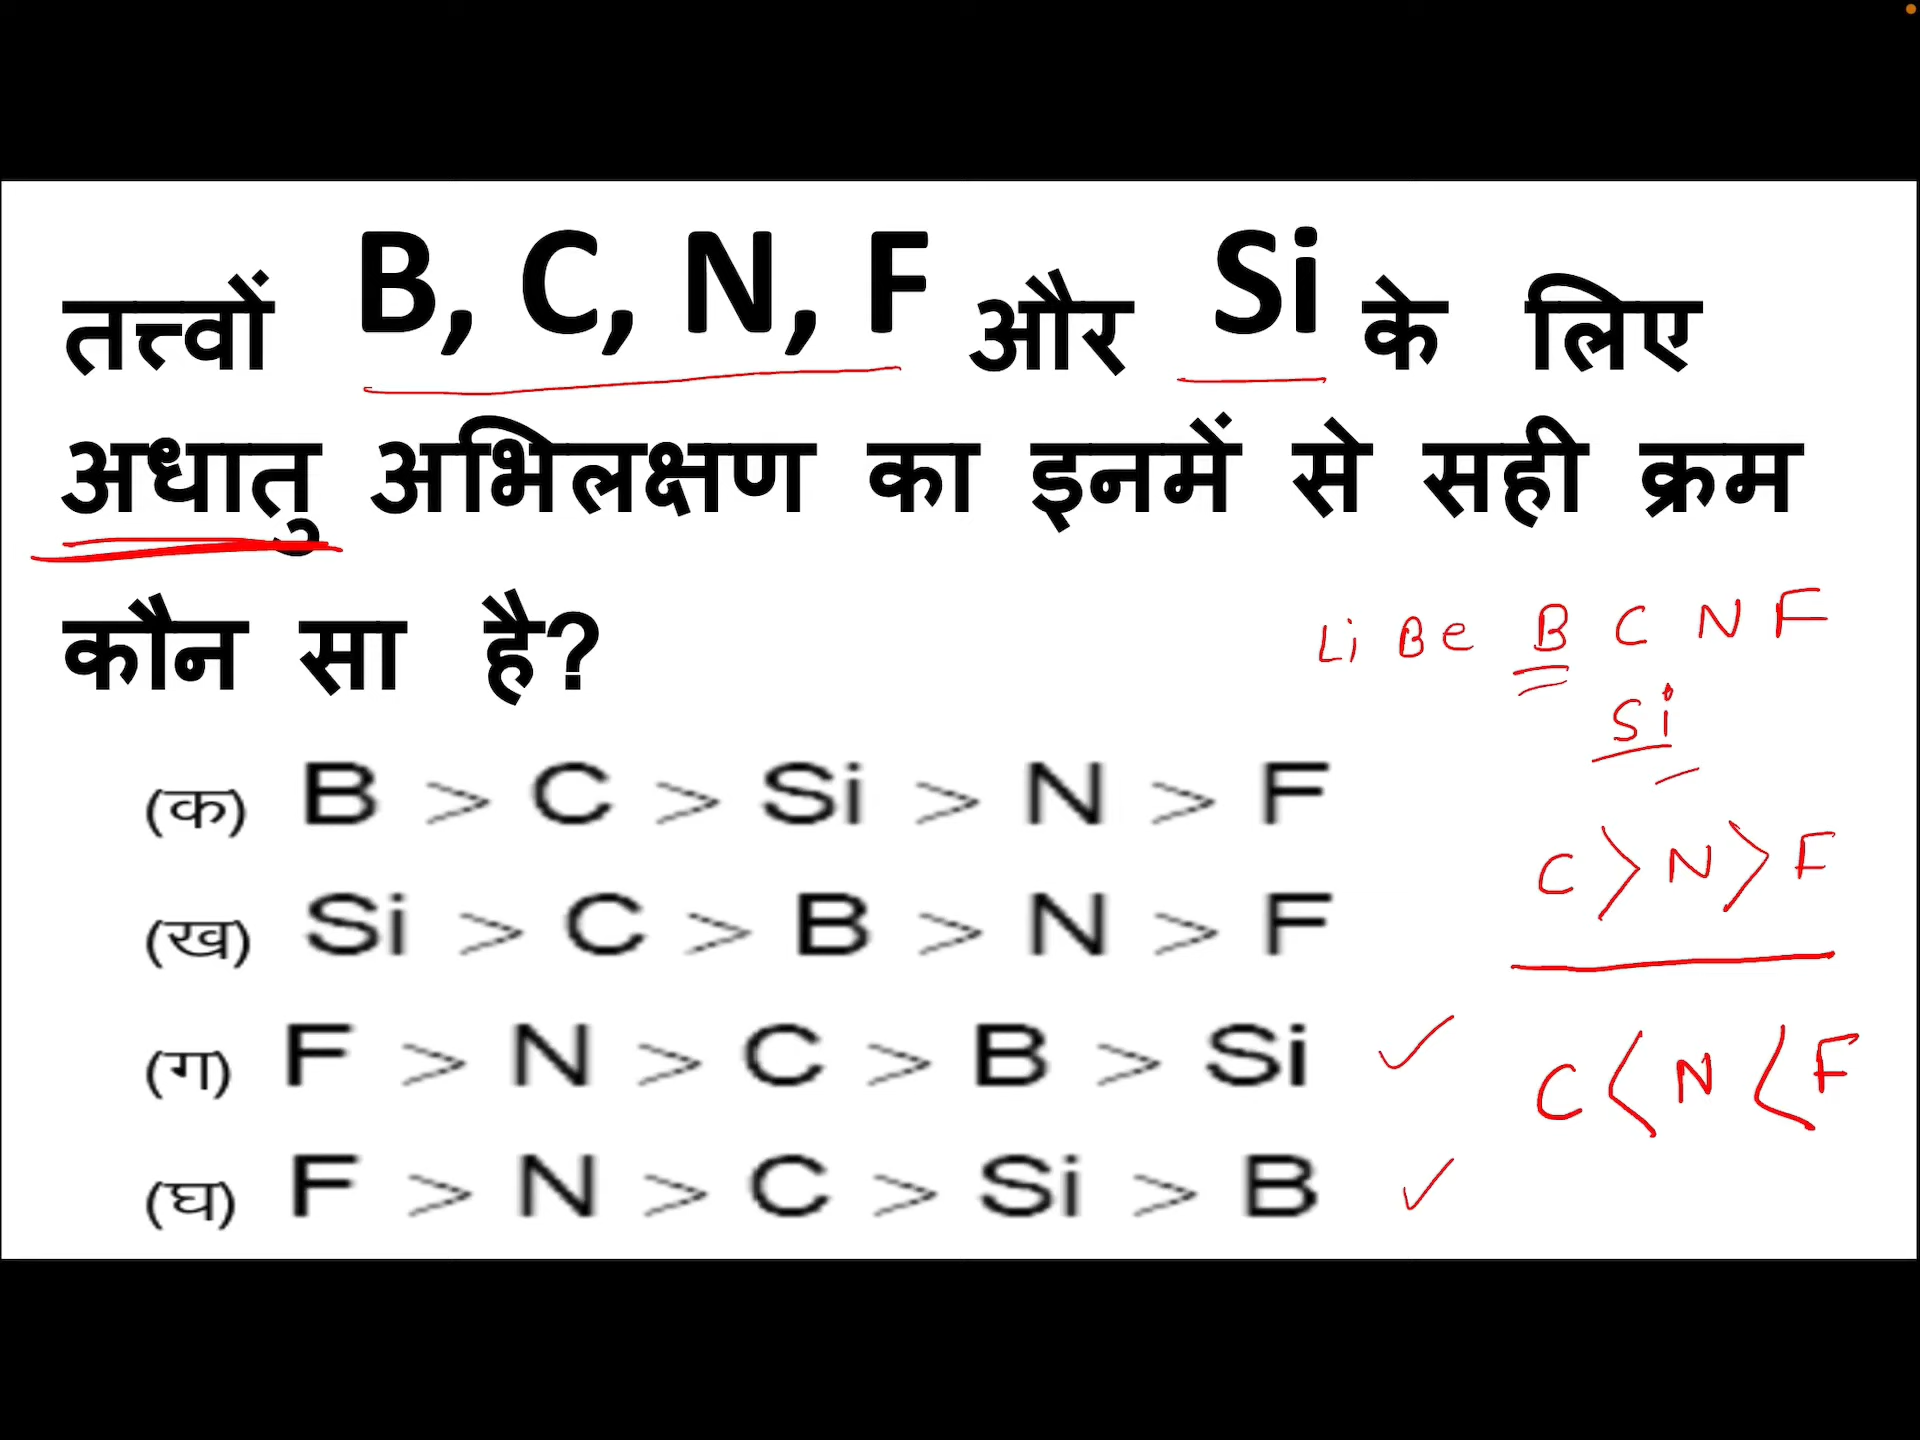 तत्त्वों B, C, N, F और Si के लिए
अधातु अभिलक्षण का इनमें से सही क्रम
कौन सा है?
Li Be B C N F
Si
(क) B > C > Si > N > F
C > N > F
(ख) Si > C > B > N > F
(ग) F > N > C > B > Si
C < N < F
(घ) F > N > C > Si > B